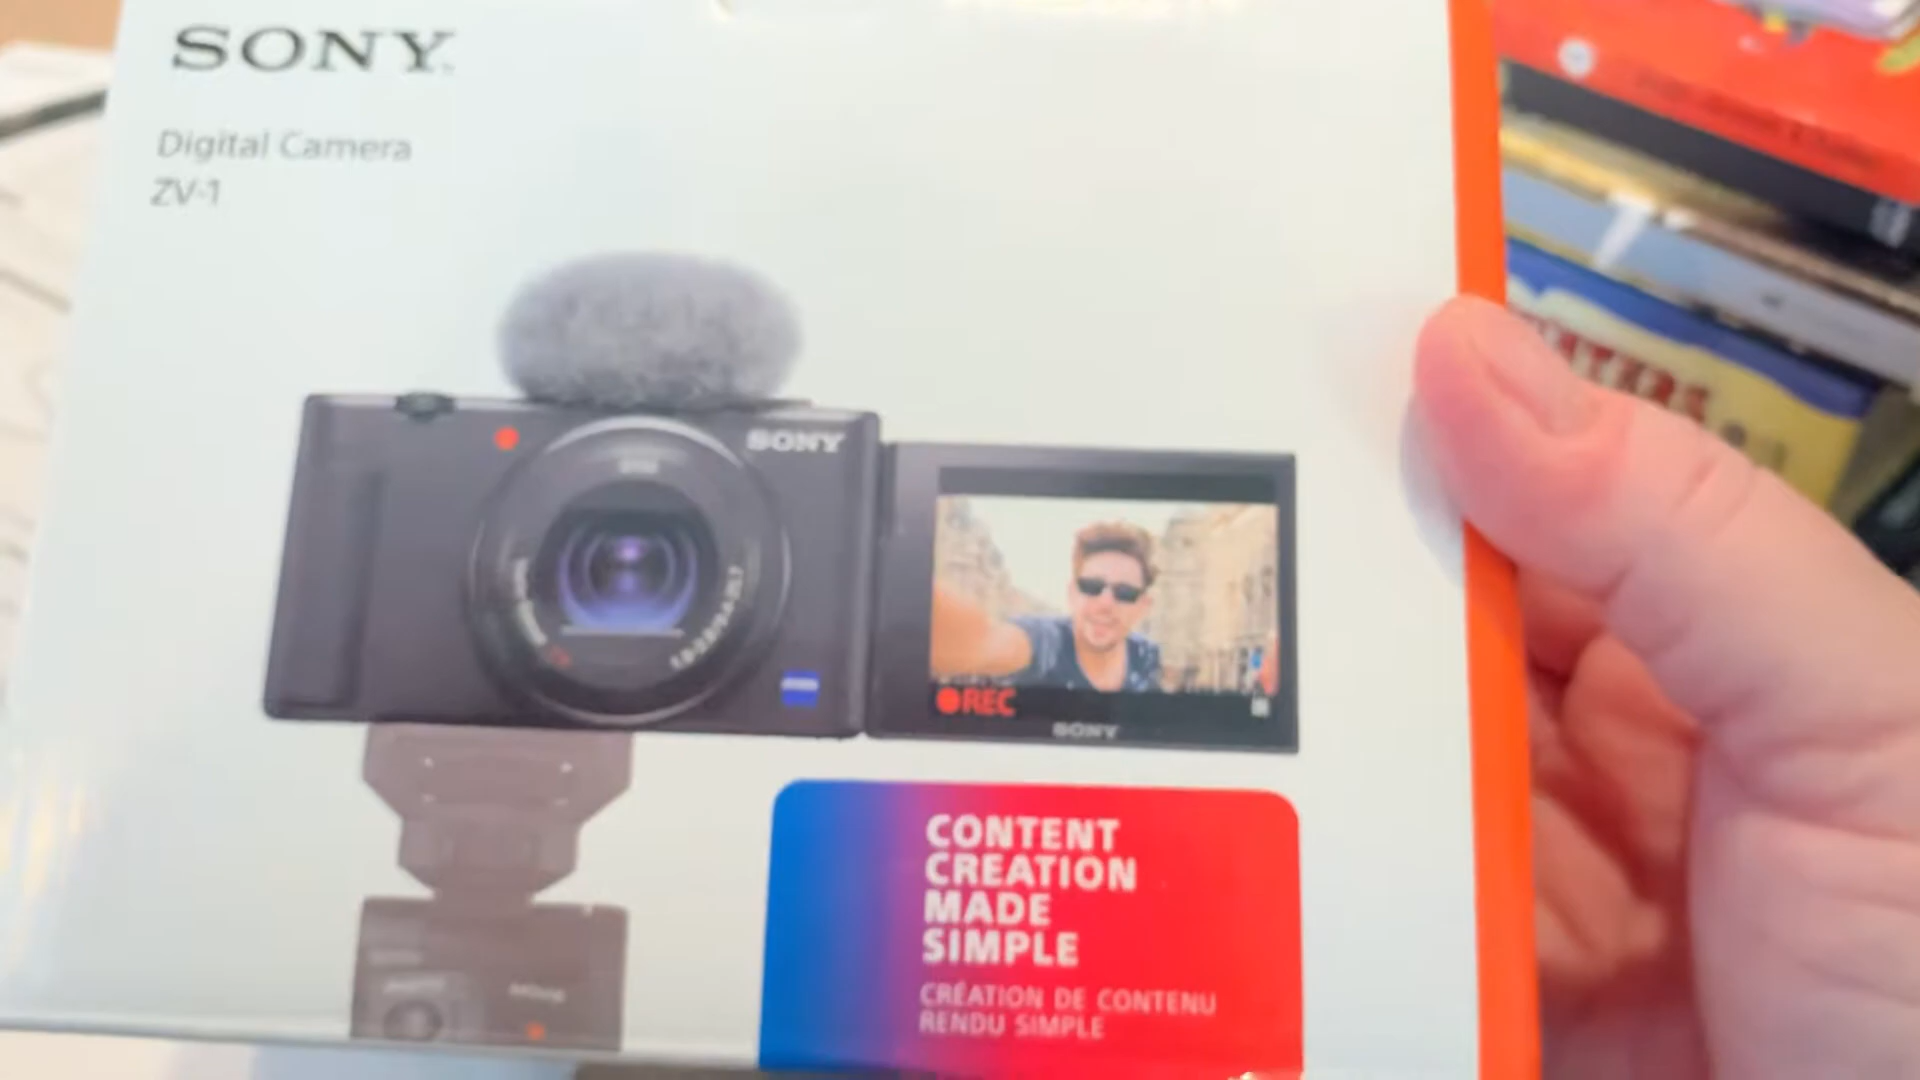 SONY
Digital Camera
ZV-1
SONY
REC
SONY
CONTENT
CREATION
MADE
SIMPLE
CRÉATION DE CONTENU
RENDU SIMPLE